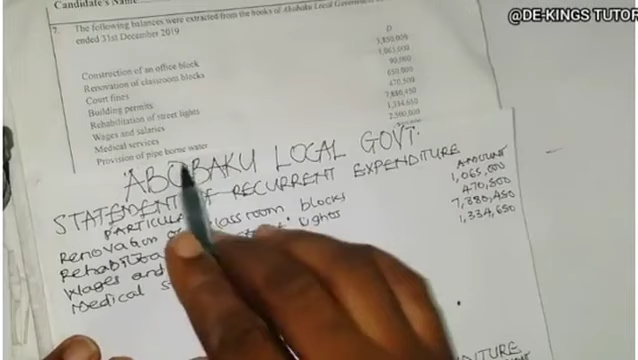 Candidate's Name
@DE-KINGS TUTOR
7. The following balances were extracted from the books of Abobaku Local Government
ended 31st December 2019
D
Construction of an office block 5,850,000
Renovation of classroom blocks 1,065,000
Court fines 90,000
Building permits 650,000
Rehabilitation of street lights 470,500
Wages and salaries 7,880,450
Medical services 1,334,650
Provision of pipe borne water 2,500,000
ABOBAKU LOCAL GOVT.
STATEMENT OF RECURRENT EXPENDITURE
PARTICULA AMOUNT
Renovation of classroom blocks 1,065,000
Rehabilita lights 470,500
Wages and 7,880,450
Medical s 1,334,650